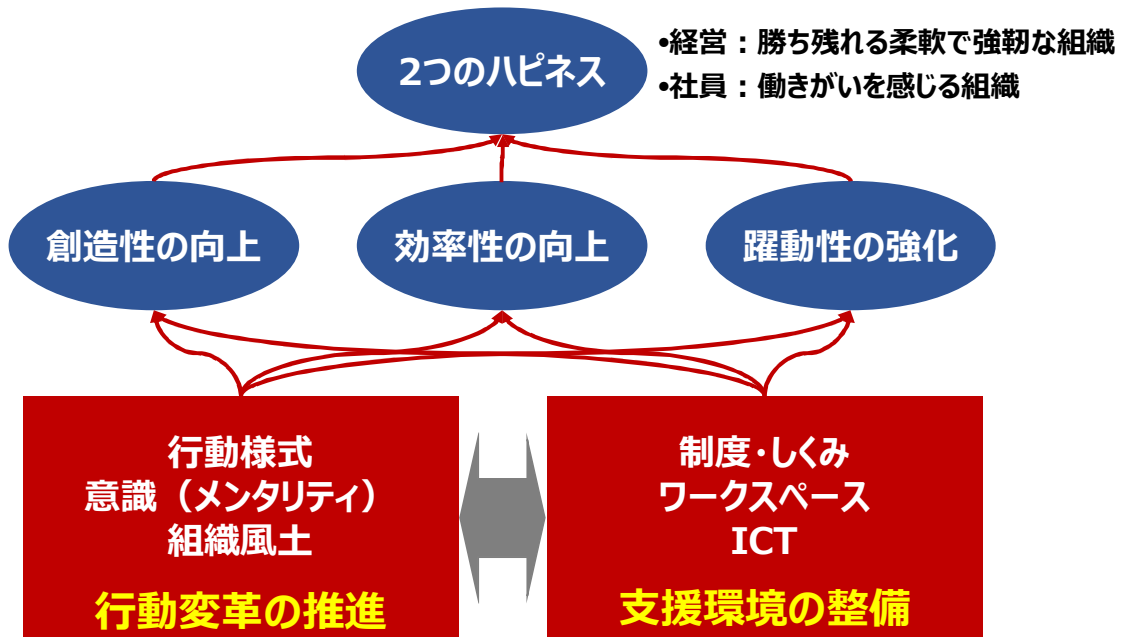 2つのハピネス
•経営：勝ち残れる柔軟で強靭な組織
•社員：働きがいを感じる組織
創造性の向上
効率性の向上
躍動性の強化
行動様式
意識（メンタリティ）
組織風土
行動変革の推進
制度・しくみ
ワークスペース
ICT
支援環境の整備